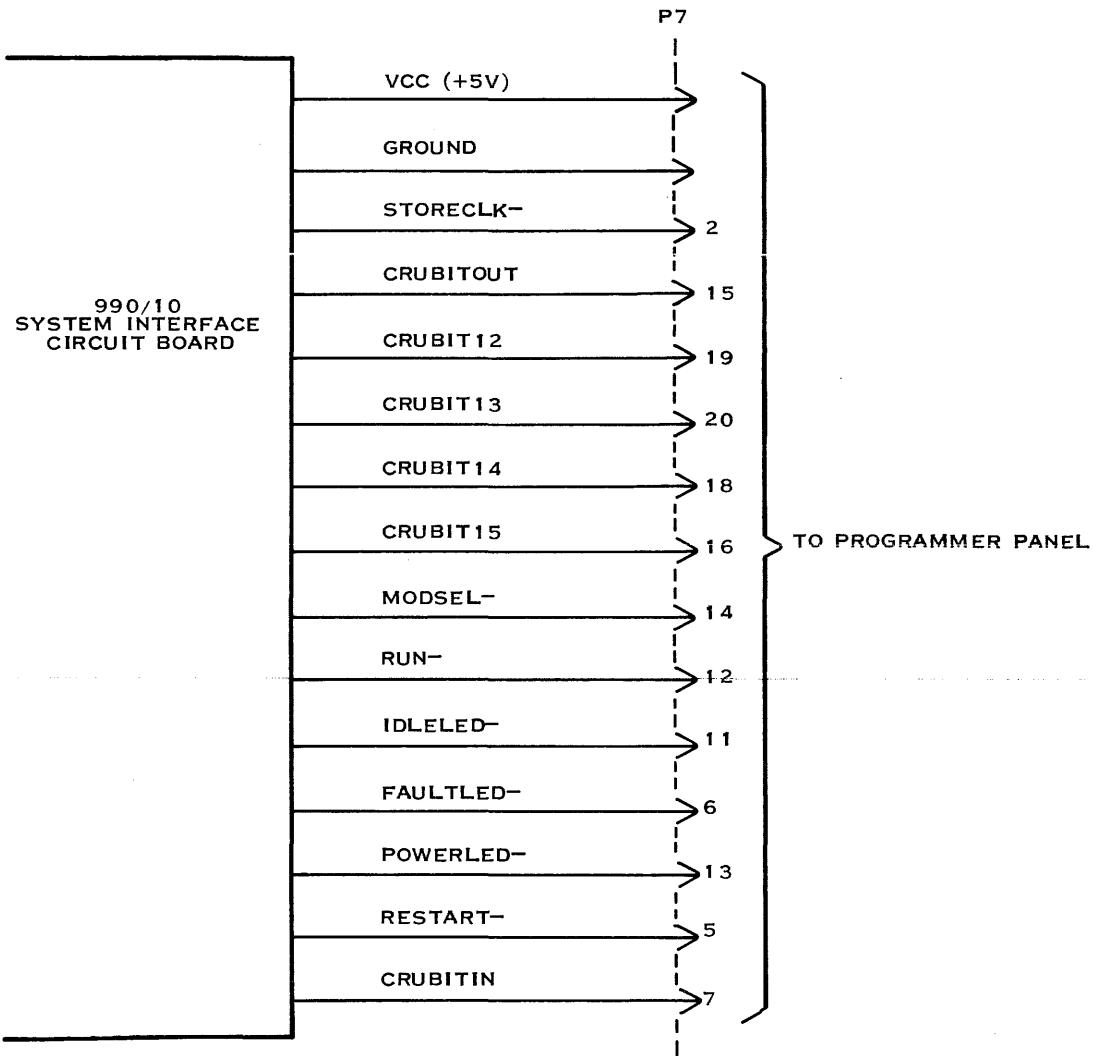 P7
VCC (+5V)
GROUND
STORECLK–
2
CRUBITOUT
15
990/10
SYSTEM INTERFACE
CIRCUIT BOARD
CRUBIT12
19
CRUBIT13
20
CRUBIT14
18
CRUBIT15
16
TO PROGRAMMER PANEL
MODSEL–
14
RUN–
12
IDLELED–
11
FAULTLED–
6
POWERLED–
13
RESTART–
5
CRUBITIN
7